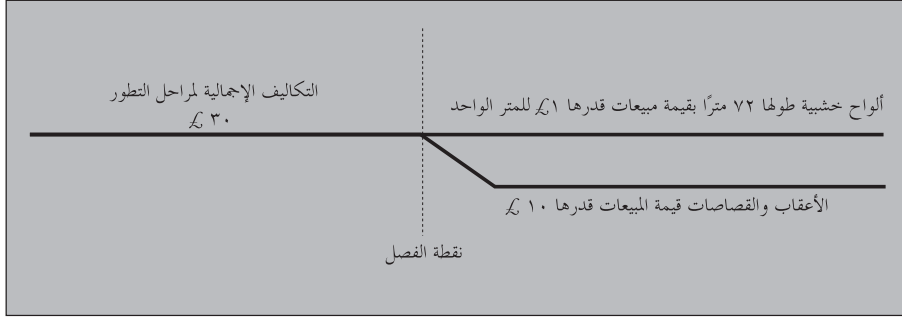 التكاليف الإجمالية لمراحل التطور
٣٠ £
ألواح خشبية طولها ٧٢ مترًا بقيمة مبيعات قدرها ١£ للمتر الواحد
الأعقاب والقصاصات قيمة المبيعات قدرها ١٠ £
نقطة الفصل